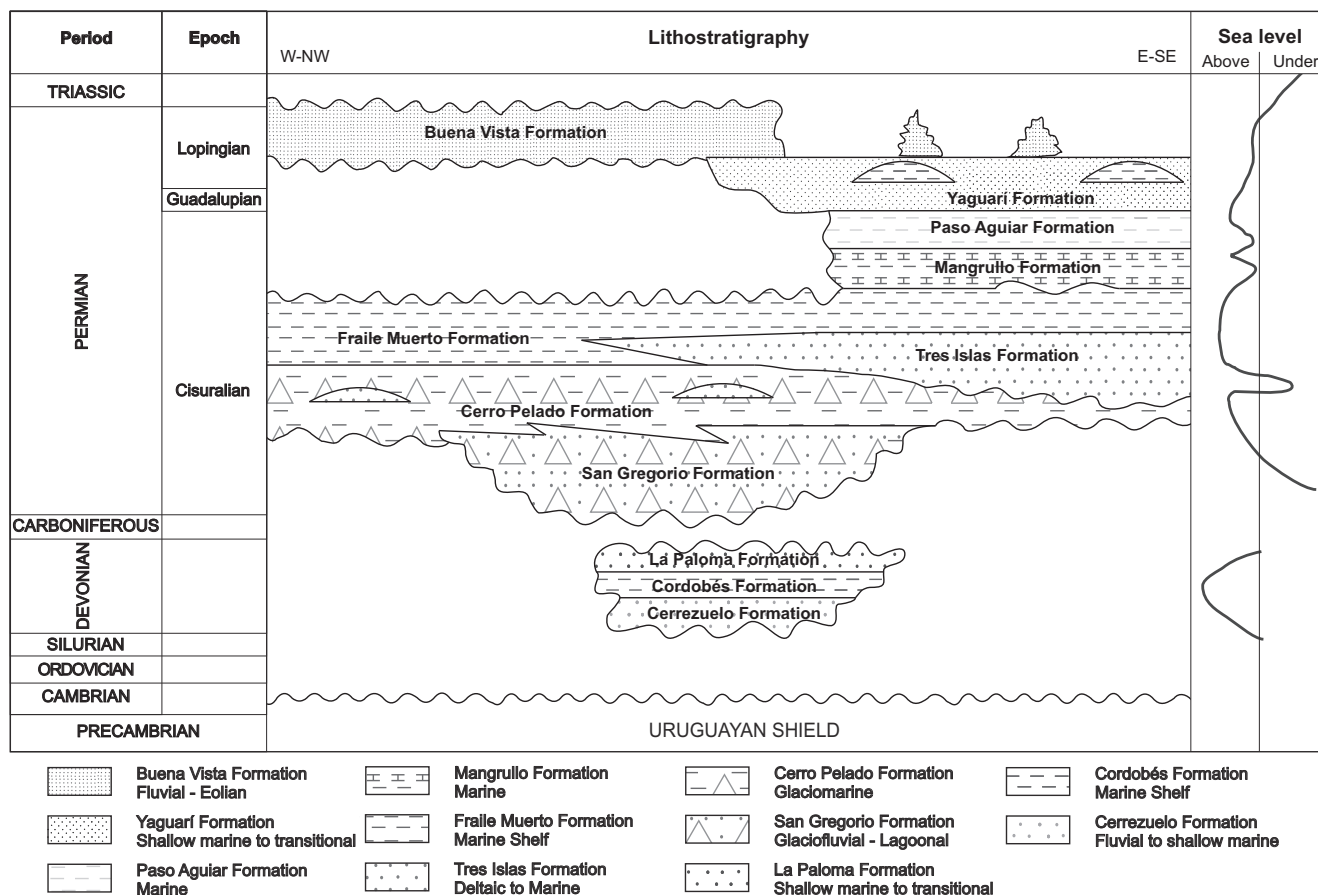 Period
Epoch
Lithostratigraphy
W-NW
E-SE
Sea level
Above
Under
TRIASSIC
PERMIAN
Lopingian
Guadalupian
Cisuralian
CARBONIFEROUS
DEVONIAN
SILURIAN
ORDOVICIAN
CAMBRIAN
PRECAMBRIAN
Buena Vista Formation
Yaguarí Formation
Paso Aguiar Formation
Mangrullo Formation
Fraile Muerto Formation
Tres Islas Formation
Cerro Pelado Formation
San Gregorio Formation
La Paloma Formation
Cordobés Formation
Cerrezuelo Formation
URUGUAYAN SHIELD
Buena Vista Formation
Fluvial - Eolian
Yaguarí Formation
Shallow marine to transitional
Paso Aguiar Formation
Marine
Mangrullo Formation
Marine
Fraile Muerto Formation
Marine Shelf
Tres Islas Formation
Deltaic to Marine
Cerro Pelado Formation
Glaciomarine
San Gregorio Formation
Glaciofluvial - Lagoonal
La Paloma Formation
Shallow marine to transitional
Cordobés Formation
Marine Shelf
Cerrezuelo Formation
Fluvial to shallow marine